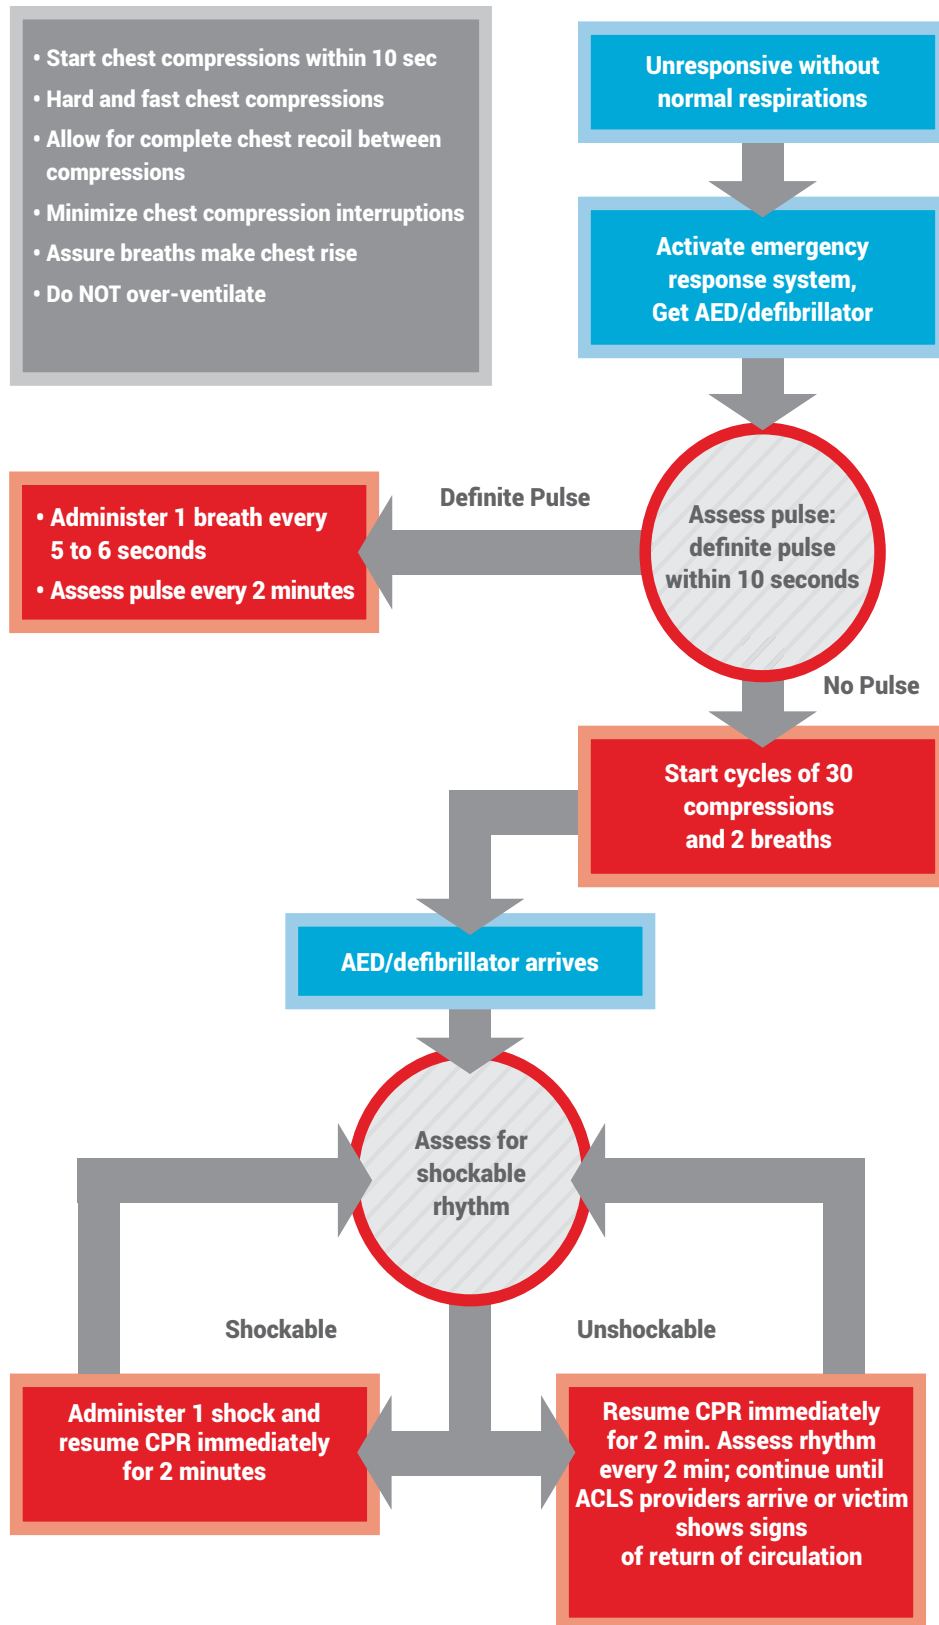 • Start chest compressions within 10 sec
• Hard and fast chest compressions
• Allow for complete chest recoil between
compressions
• Minimize chest compression interruptions
• Assure breaths make chest rise
• Do NOT over-ventilate
Unresponsive without
normal respirations
Activate emergency
response system,
Get AED/defibrillator
Assess pulse:
definite pulse
within 10 seconds
Definite Pulse
• Administer 1 breath every
5 to 6 seconds
• Assess pulse every 2 minutes
No Pulse
Start cycles of 30
compressions
and 2 breaths
AED/defibrillator arrives
Assess for
shockable
rhythm
Shockable
Unshockable
Administer 1 shock and
resume CPR immediately
for 2 minutes
Resume CPR immediately
for 2 min. Assess rhythm
every 2 min; continue until
ACLS providers arrive or victim
shows signs
of return of circulation